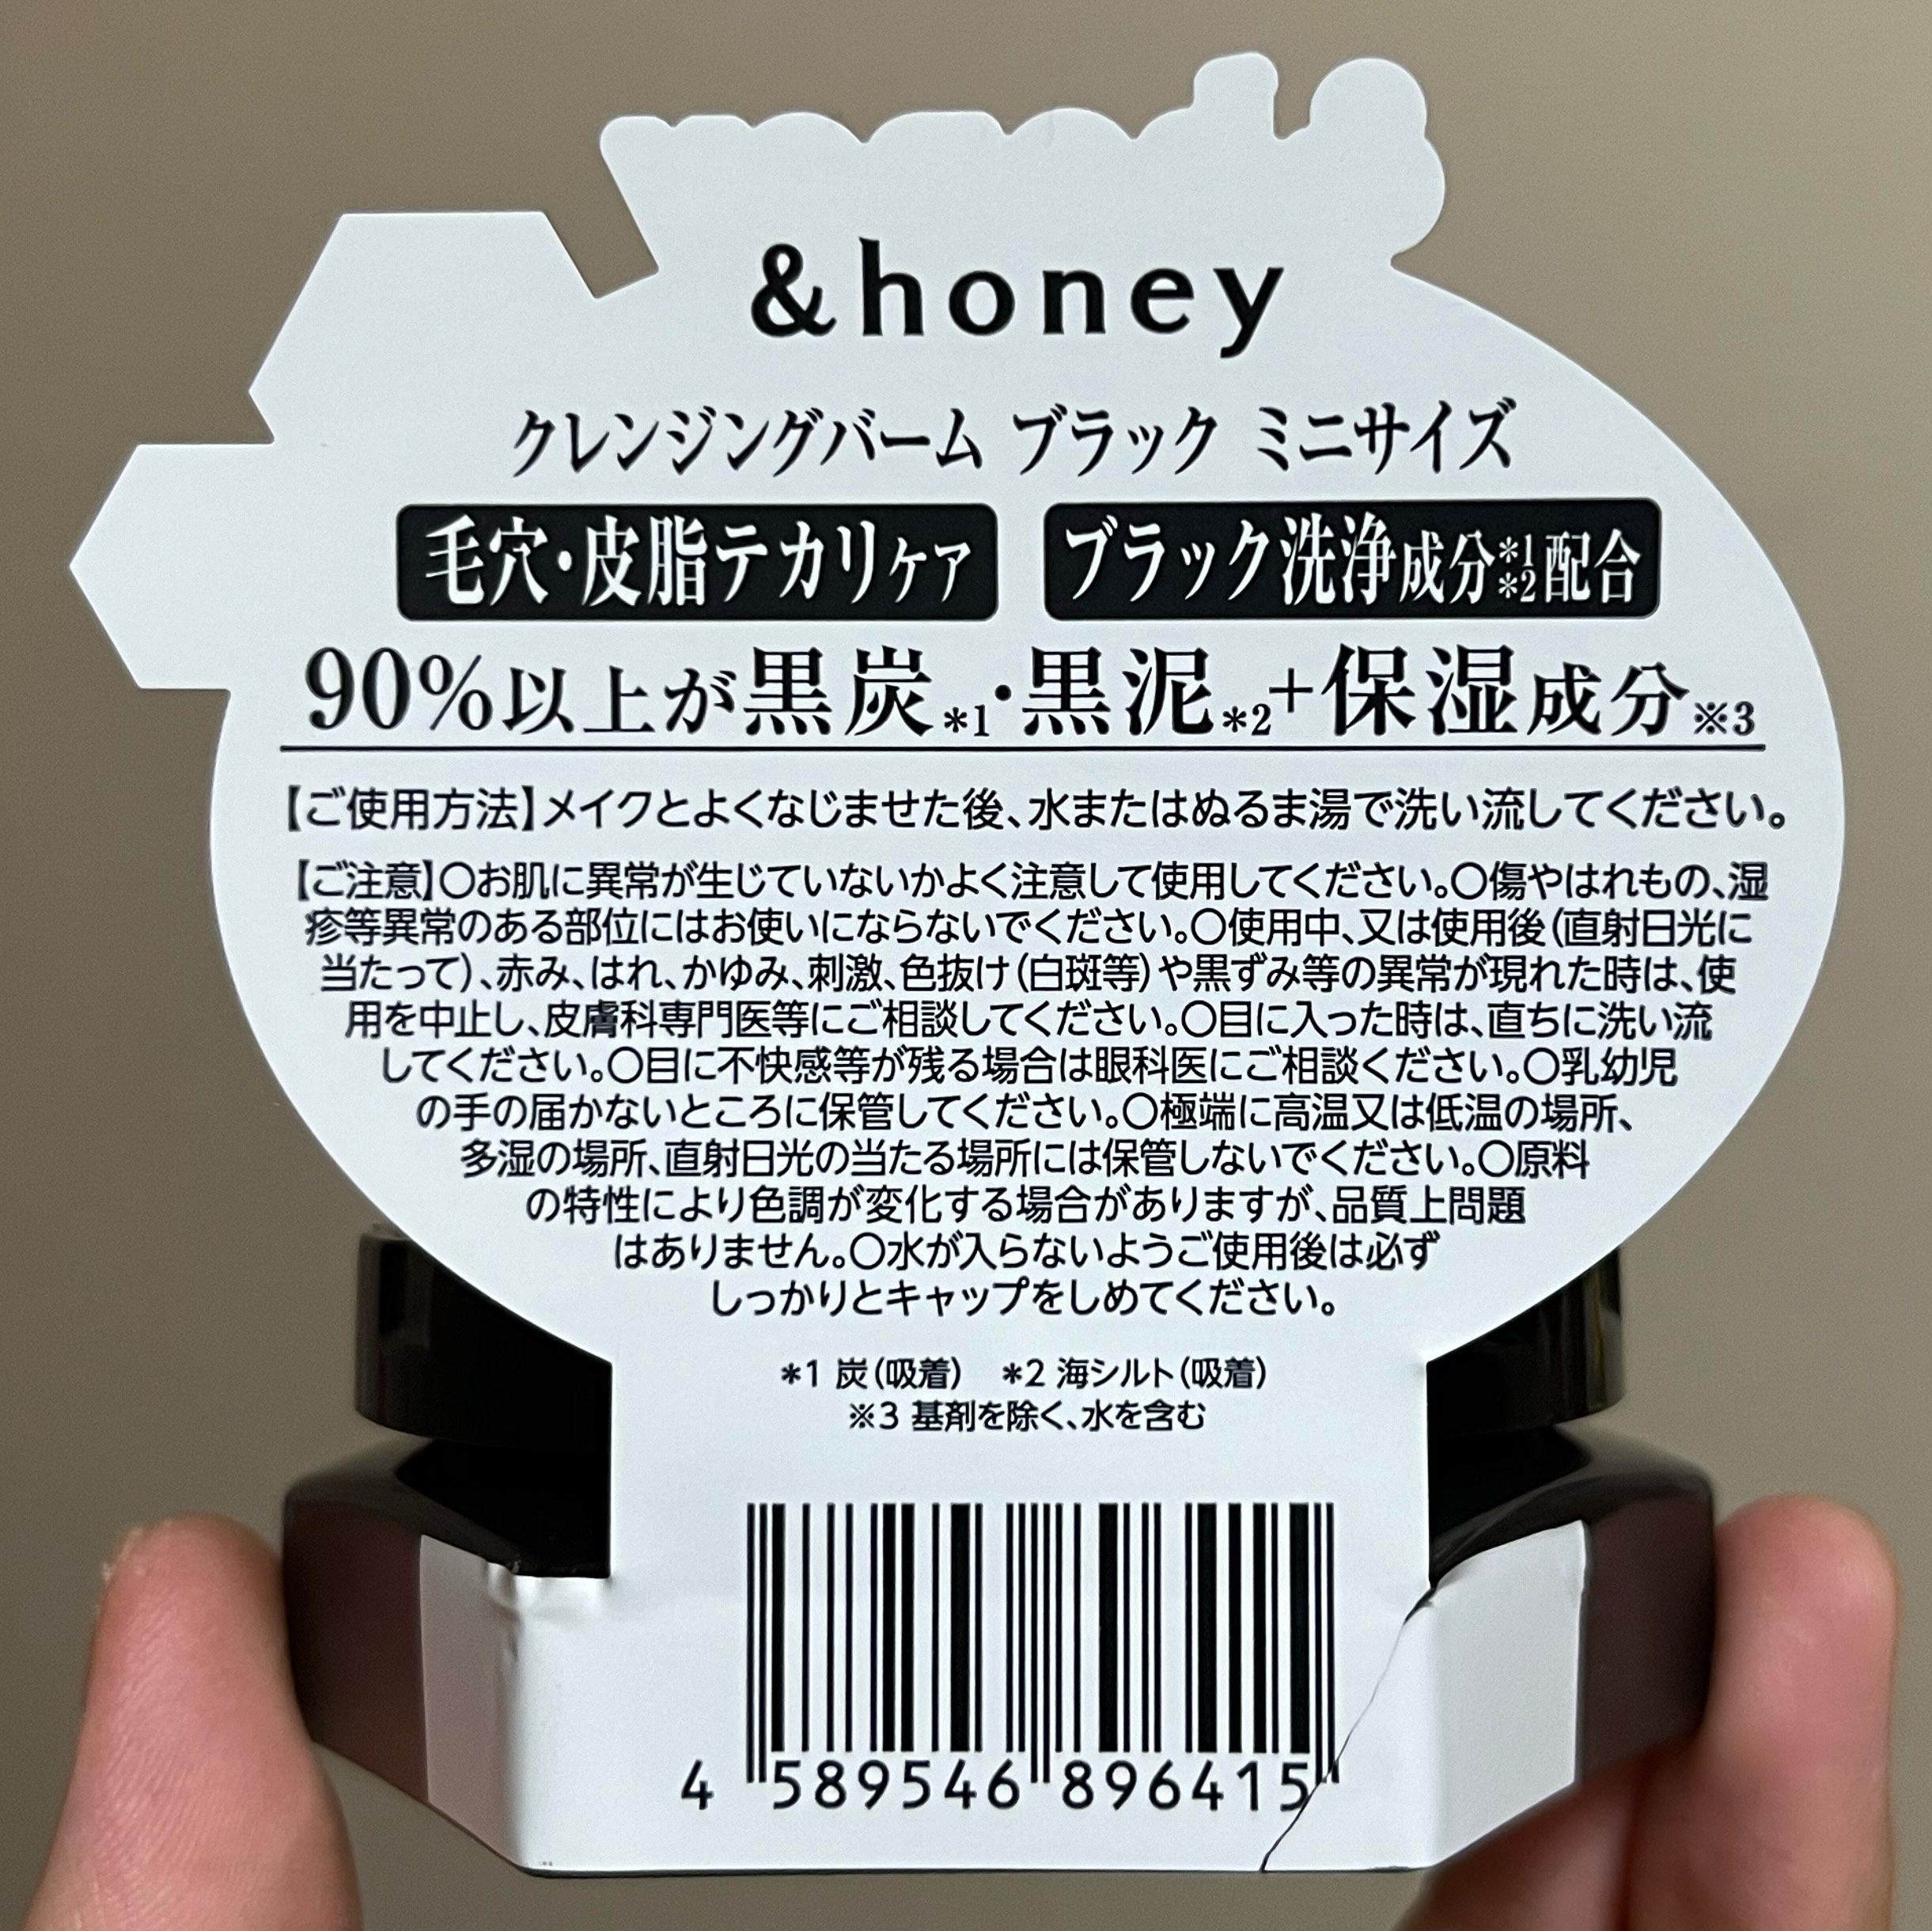 &honey
クレンジングバーム ブラック ミニサイズ
毛穴・皮脂テカリケア ブラック洗浄成分*1*2配合
90%以上が黒炭*1・黒泥*2+保湿成分※3
【ご使用方法】メイクとよくなじませた後、水またはぬるま湯で洗い流してください。
【ご注意】〇お肌に異常が生じていないかよく注意して使用してください。〇傷やはれもの、湿
疹等異常のある部位にはお使いにならないでください。〇使用中、又は使用後(直射日光に
当たって)、赤み、はれ、かゆみ、刺激、色抜け(白斑等)や黒ずみ等の異常が現れた時は、使
用を中止し、皮膚科専門医等にご相談してください。〇目に入った時は、直ちに洗い流
してください。〇目に不快感等が残る場合は眼科医にご相談ください。〇乳幼児
の手の届かないところに保管してください。〇極端に高温又は低温の場所、
多湿の場所、直射日光の当たる場所には保管しないでください。〇原料
の特性により色調が変化する場合がありますが、品質上問題
はありません。〇水が入らないようご使用後は必ず
しっかりとキャップをしめてください。
*1 炭(吸着) *2 海シルト(吸着)
※3 基剤を除く、水を含む
4 589546 896415